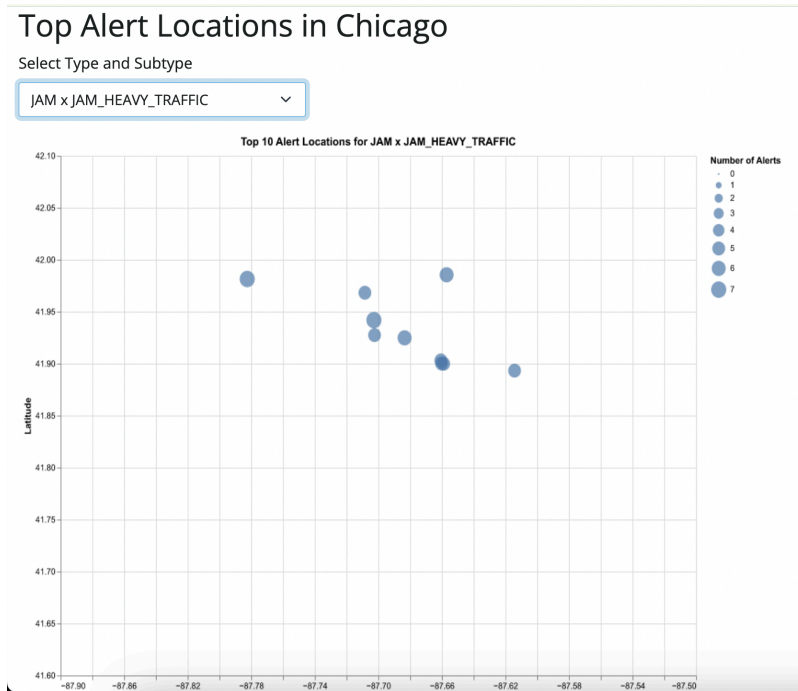 Top Alert Locations in Chicago
Select Type and Subtype
JAM x JAM_HEAVY_TRAFFIC
Top 10 Alert Locations for JAM x JAM_HEAVY_TRAFFIC
Number of Alerts
0
1
2
3
4
5
6
7
Latitude
42.10
42.05
42.00
41.95
41.90
41.85
41.80
41.75
41.70
41.65
41.60
−87.90 −87.86 −87.82 −87.78 −87.74 −87.70 −87.66 −87.62 −87.58 −87.54 −87.50